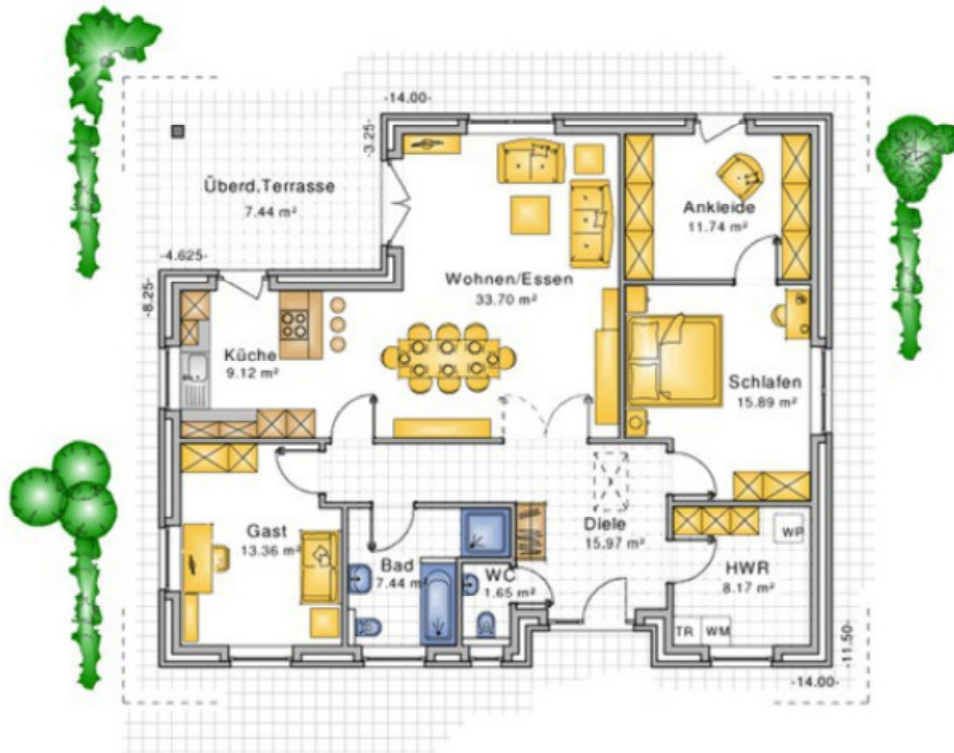 -14.00-
-3.25-
Überd.Terrasse
7.44 m²
Ankleide
11.74 m²
-4.625-
-8.25-
Wohnen/Essen
33.70 m²
Küche
9.12 m²
Schlafen
15.89 m²
Gast
13.36 m²
Diele
15.97 m²
WP
Bad
7.44 m²
WC
1.65 m²
HWR
8.17 m²
TR
WM
-11.50-
-14.00-